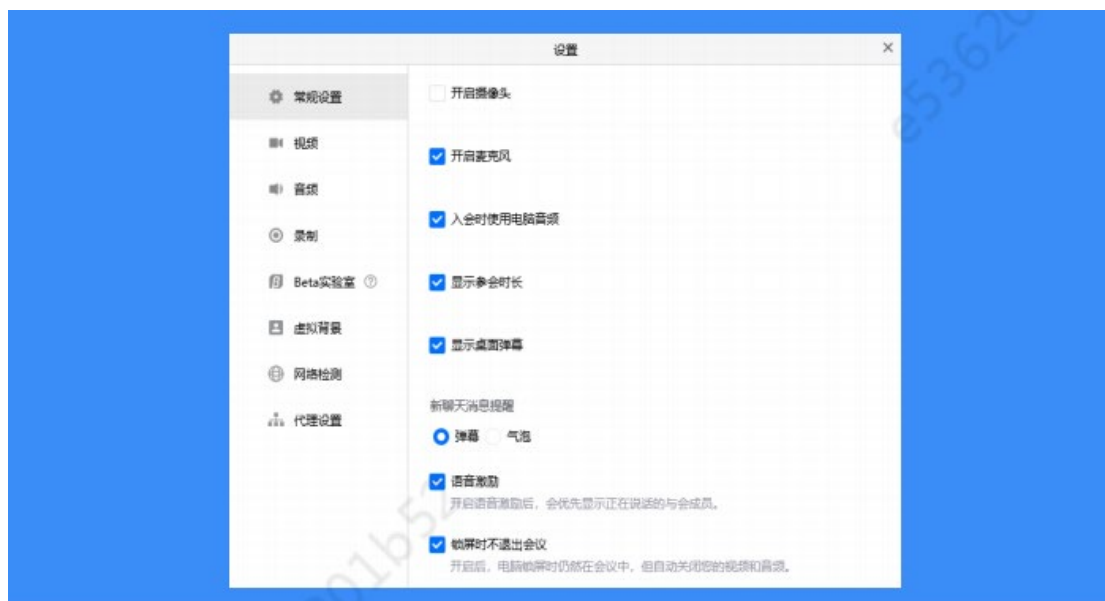 设置
常规设置
视频
音频
录制
Beta实验室
虚拟背景
网络检测
代理设置
开启摄像头
开启麦克风
入会时使用电脑音频
显示参会时长
显示桌面弹幕
新聊天消息提醒
弹幕 气泡
语音激励
开启语音激励后，会优先显示正在说话的与会成员。
锁屏时不退出会议
开启后，电脑锁屏时仍然在会议中，但自动关闭您的视频和音频。
e53620
001b52